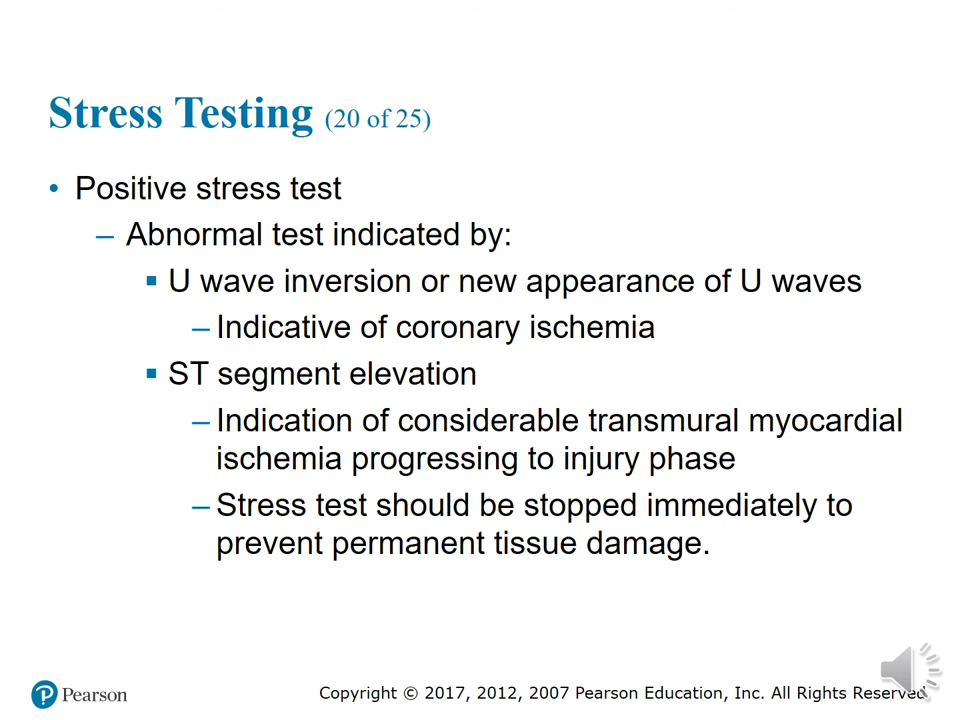 Stress Testing (20 of 25)
• Positive stress test
– Abnormal test indicated by:
▪ U wave inversion or new appearance of U waves
– Indicative of coronary ischemia
▪ ST segment elevation
– Indication of considerable transmural myocardial
ischemia progressing to injury phase
– Stress test should be stopped immediately to
prevent permanent tissue damage.
P Pearson
Copyright © 2017, 2012, 2007 Pearson Education, Inc. All Rights Reserved